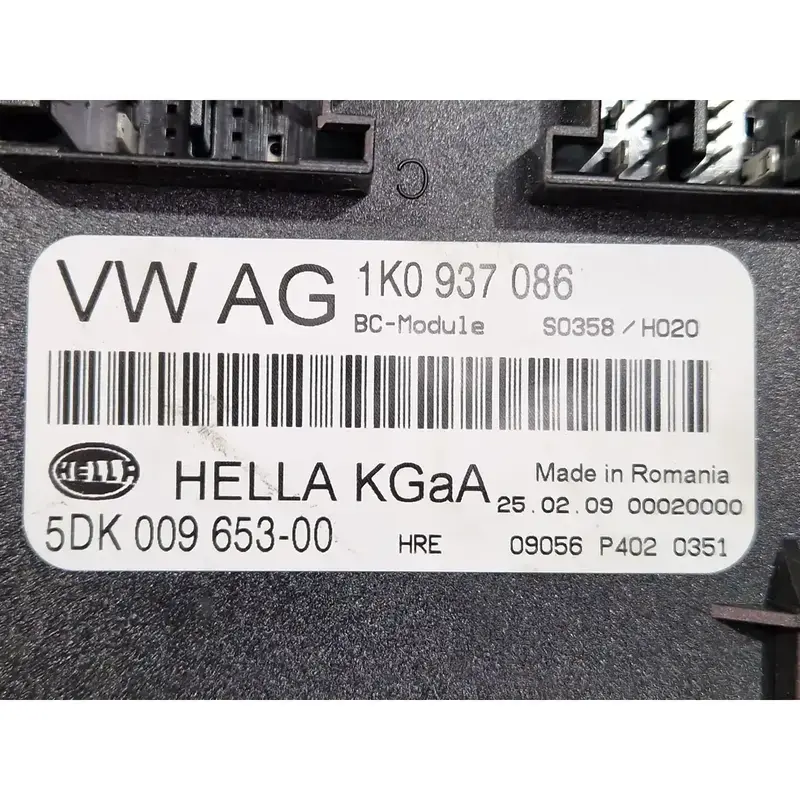 C
VW AG 1K0 937 086
BC-Module S0358/H020
HELLA HELLA KGaA Made in Romania
25.02.09 00020000
5DK 009 653-00 HRE 09056 P402 0351